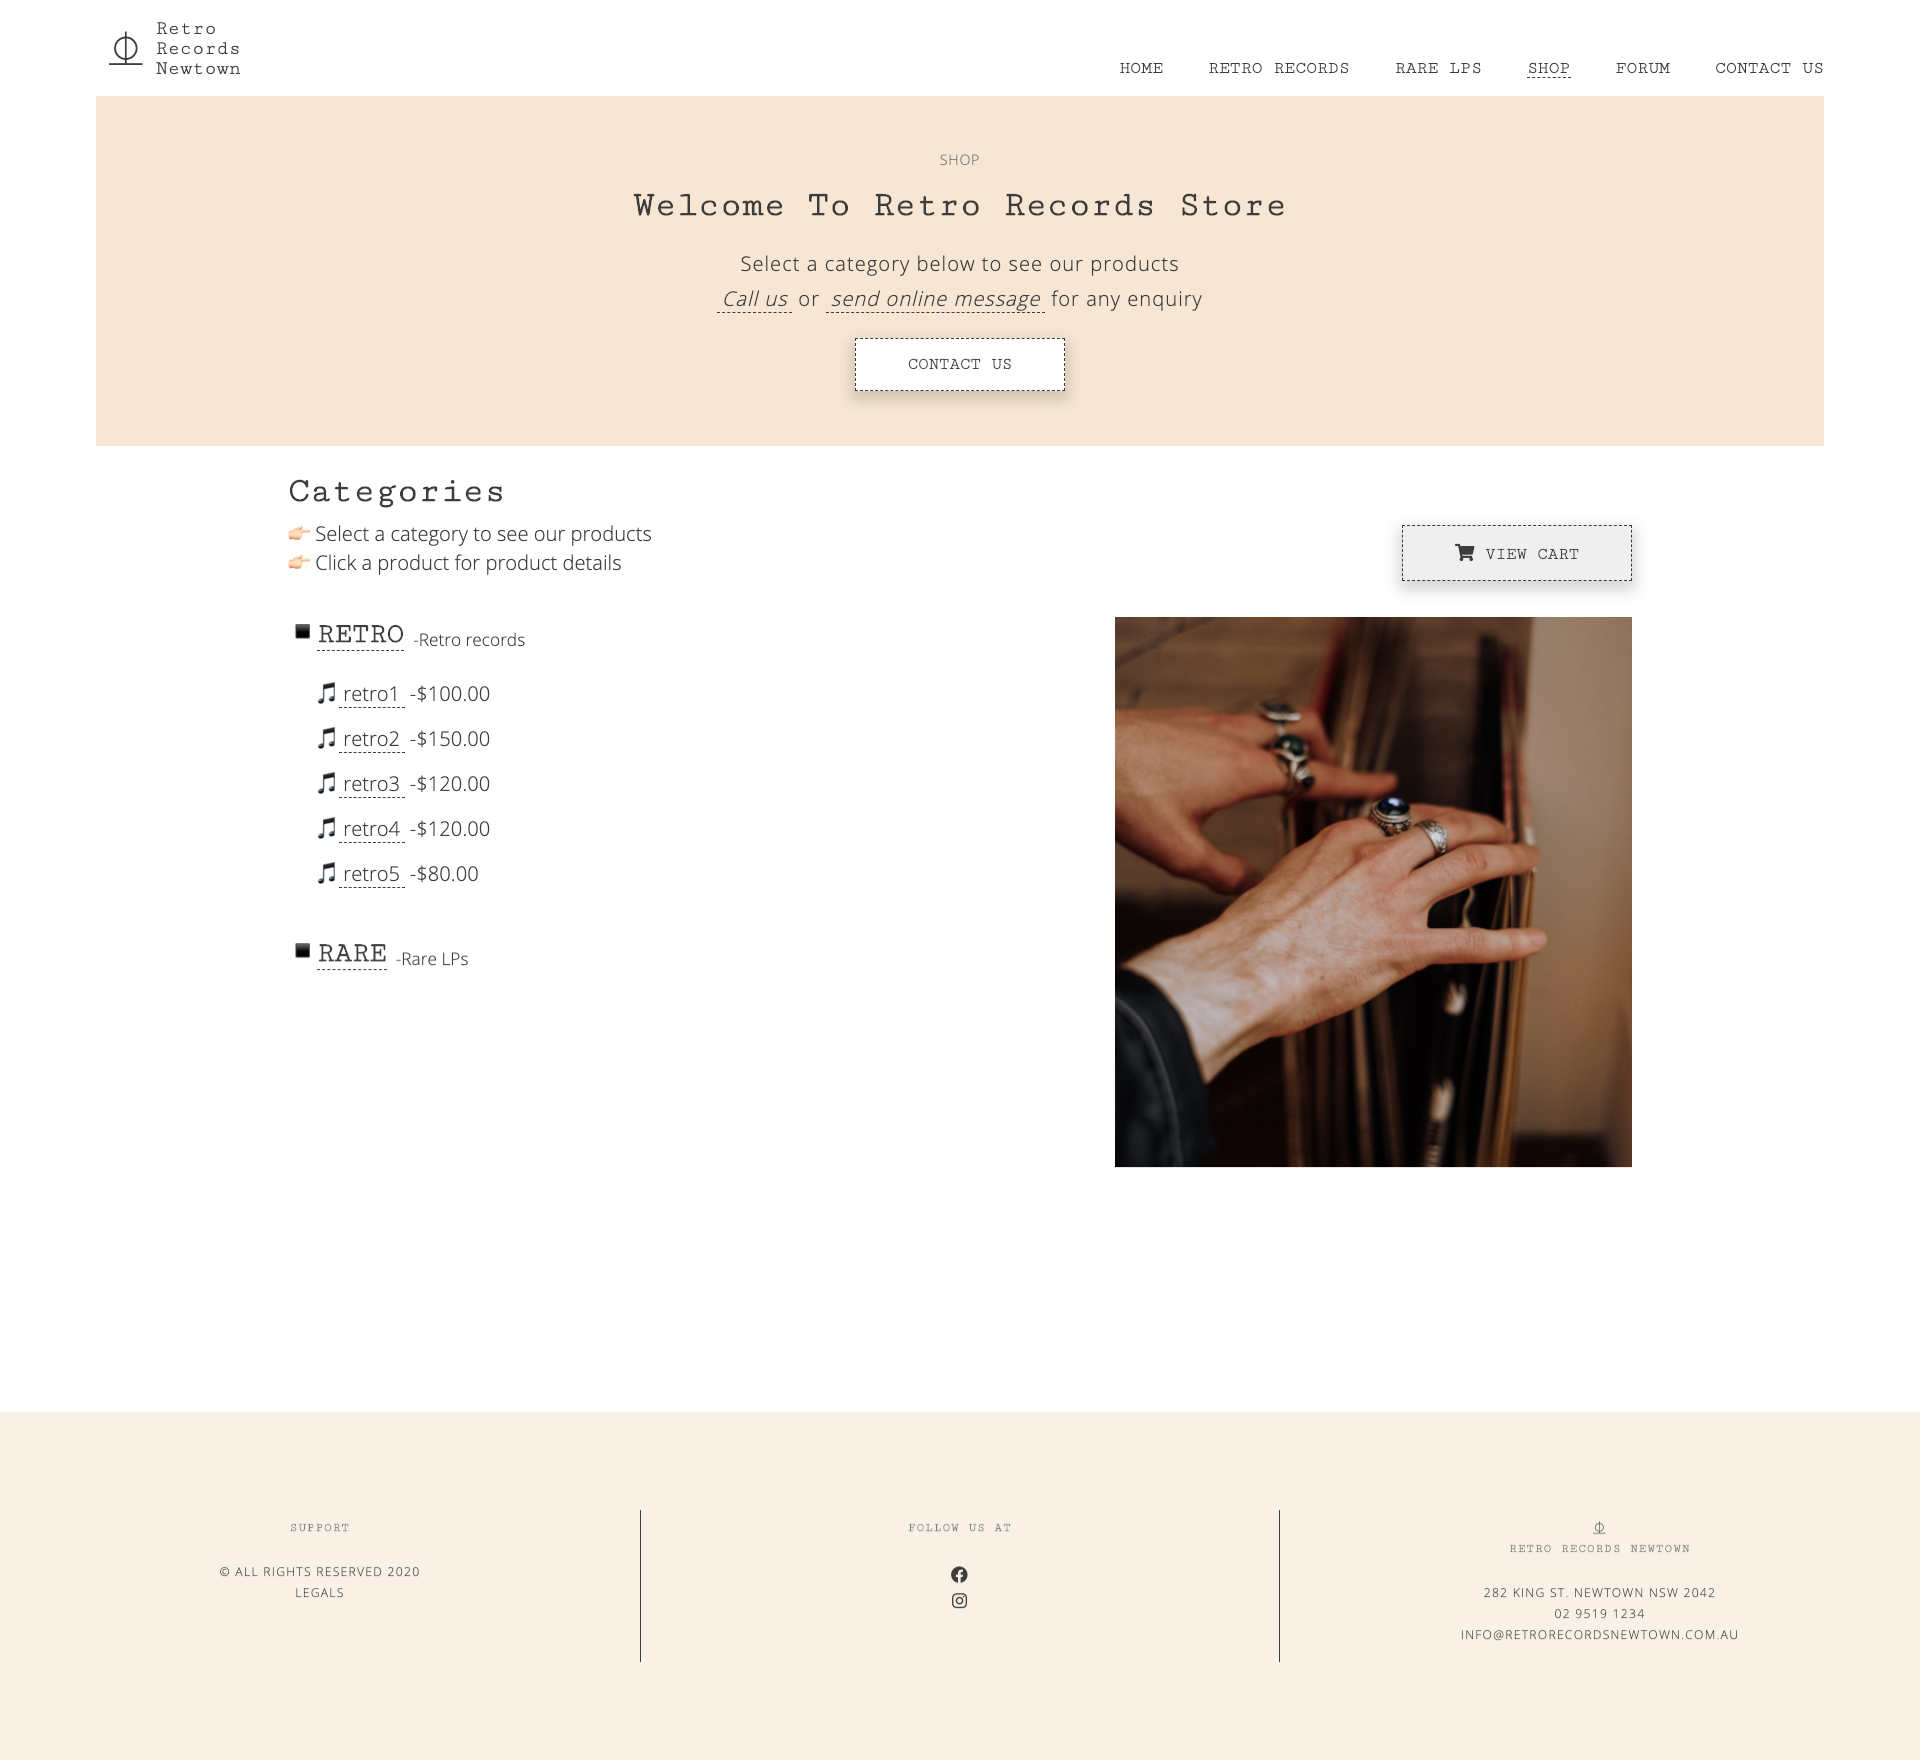 Retro
Records
Newtown
HOME RETRO RECORDS RARE LPS SHOP FORUM CONTACT US
SHOP
Welcome To Retro Records Store
Select a category below to see our products
Call us or send online message for any enquiry
CONTACT US
Categories
👉🏻 Select a category to see our products
👉🏻 Click a product for product details
VIEW CART
RETRO -Retro records
🎵 retro1 -$100.00
🎵 retro2 -$150.00
🎵 retro3 -$120.00
🎵 retro4 -$120.00
🎵 retro5 -$80.00
RARE -Rare LPs
SUPPORT
© ALL RIGHTS RESERVED 2020
LEGALS
FOLLOW US AT
RETRO RECORDS NEWTOWN
282 KING ST. NEWTOWN NSW 2042
02 9519 1234
INFO@RETRORECORDSNEWTOWN.COM.AU